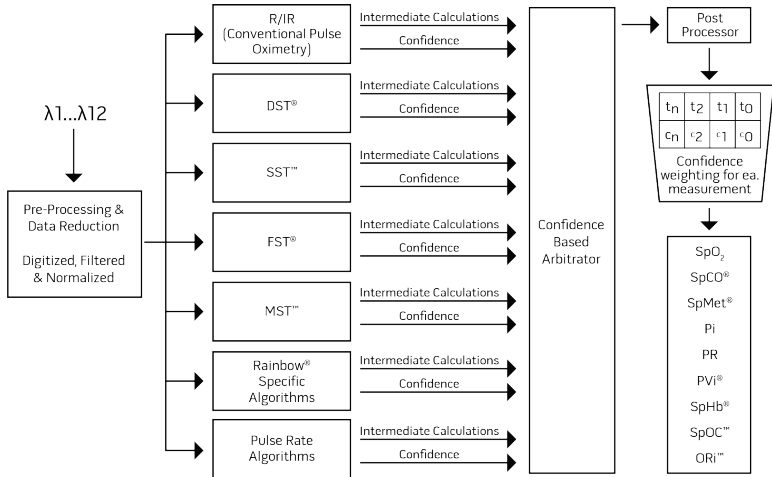 λ1...λ12
Pre-Processing &
Data Reduction
Digitized, Filtered
& Normalized
R/IR
(Conventional Pulse
Oximetry)
Intermediate Calculations
Confidence
DST®
Intermediate Calculations
Confidence
SST™
Intermediate Calculations
Confidence
FST®
Intermediate Calculations
Confidence
MST™
Intermediate Calculations
Confidence
Rainbow®
Specific
Algorithms
Intermediate Calculations
Confidence
Pulse Rate
Algorithms
Intermediate Calculations
Confidence
Confidence
Based
Arbitrator
Post
Processor
tn t2 t1 t0
cn c2 c1 c0
Confidence
weighting for ea.
measurement
SpO₂
SpCO®
SpMet®
Pi
PR
PVi®
SpHb®
SpOC™
ORi™